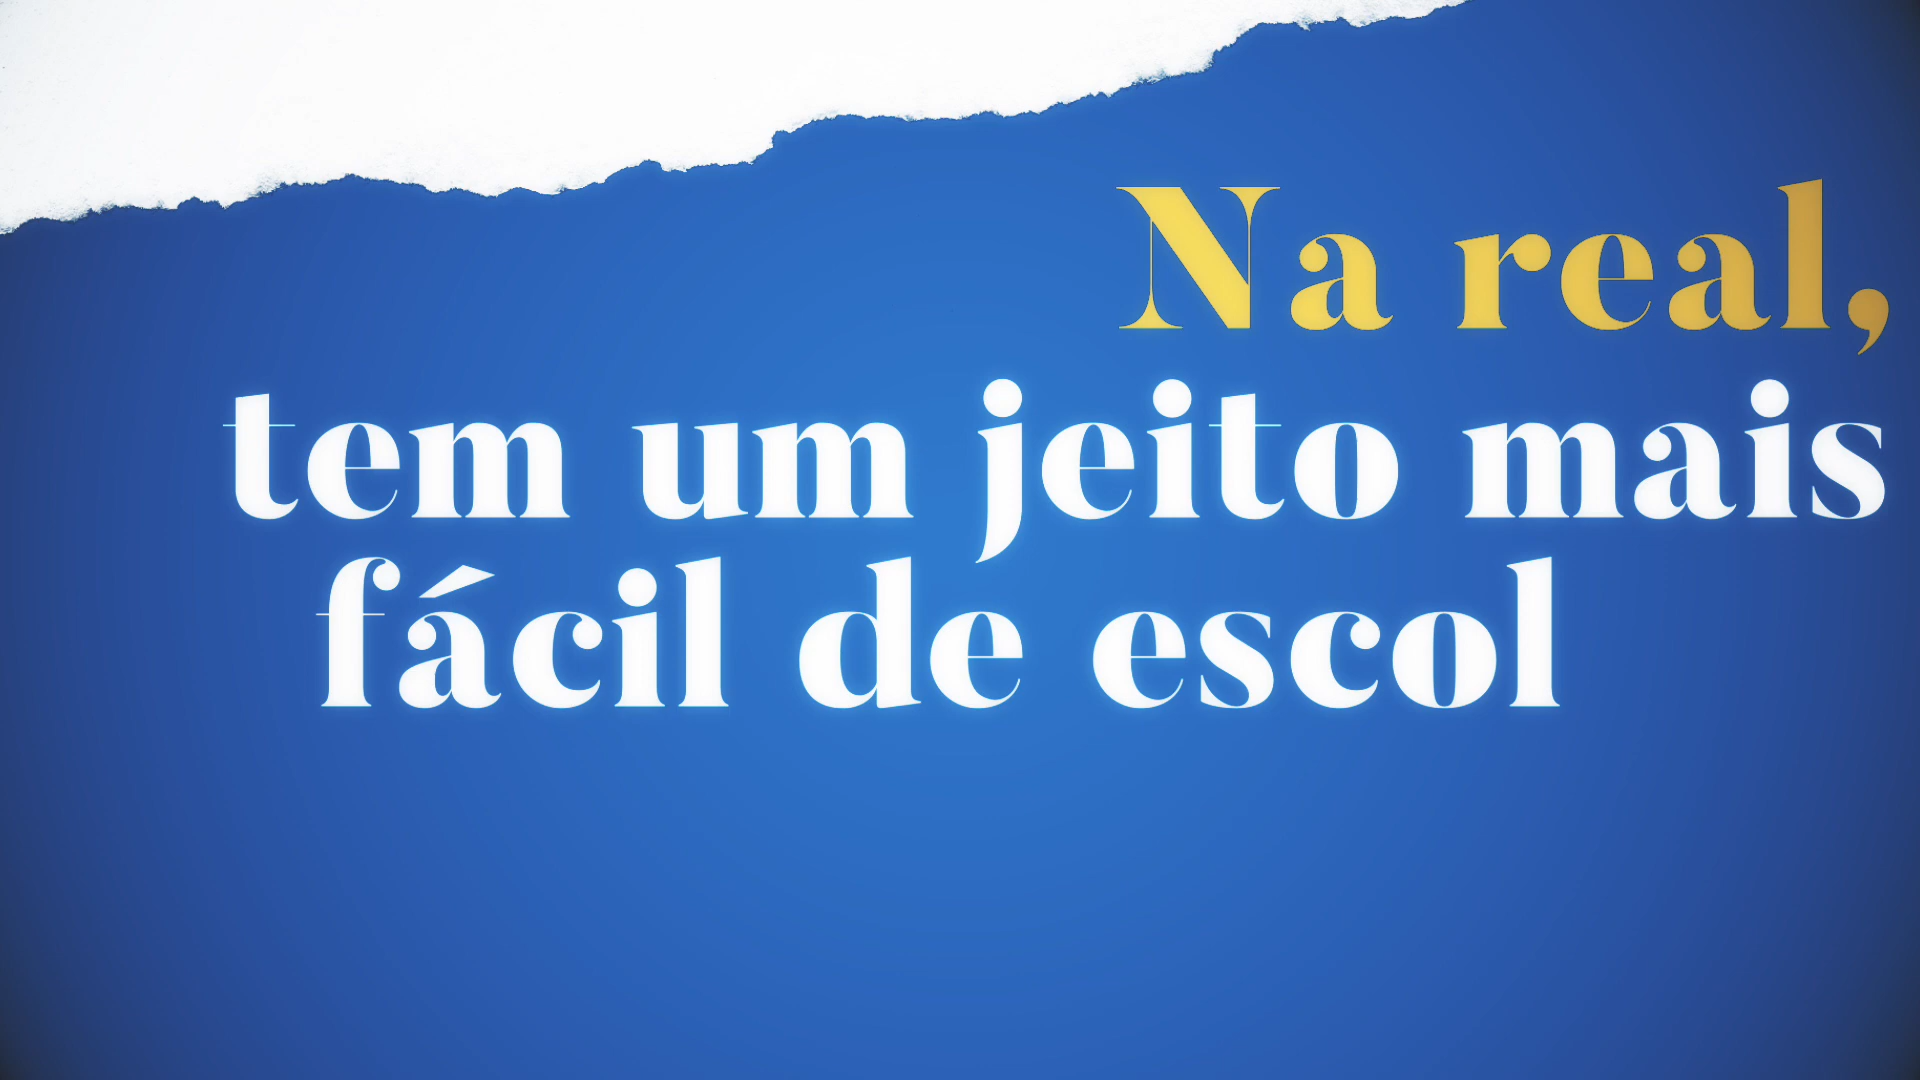 Na real,
tem um jeito mais
fácil de escol